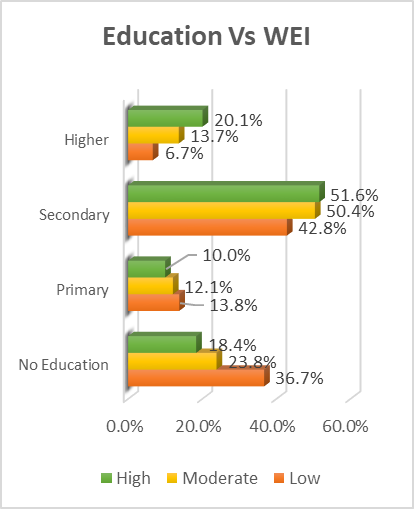 Education Vs WEI
Higher
20.1%
13.7%
6.7%
Secondary
51.6%
50.4%
42.8%
Primary
10.0%
12.1%
13.8%
No Education
18.4%
23.8%
36.7%
0.0% 20.0% 40.0% 60.0%
High Moderate Low